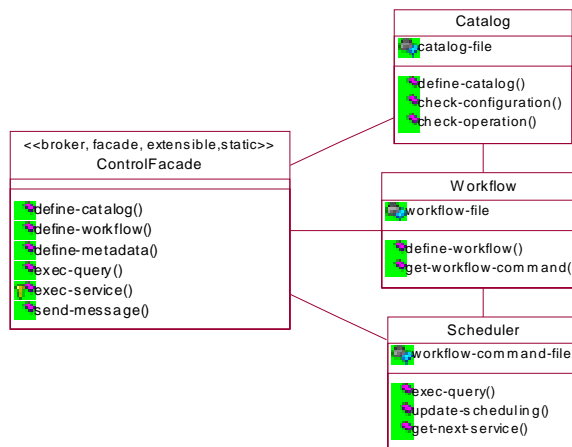 Catalog
catalog-file
define-catalog()
check-configuration()
check-operation()
<<broker, facade, extensible,static>>
ControlFacade
define-catalog()
define-workflow()
define-metadata()
exec-query()
exec-service()
send-message()
Workflow
workflow-file
define-workflow()
get-workflow-command(
Scheduler
workflow-command-file
exec-query()
update-scheduling()
get-next-service()